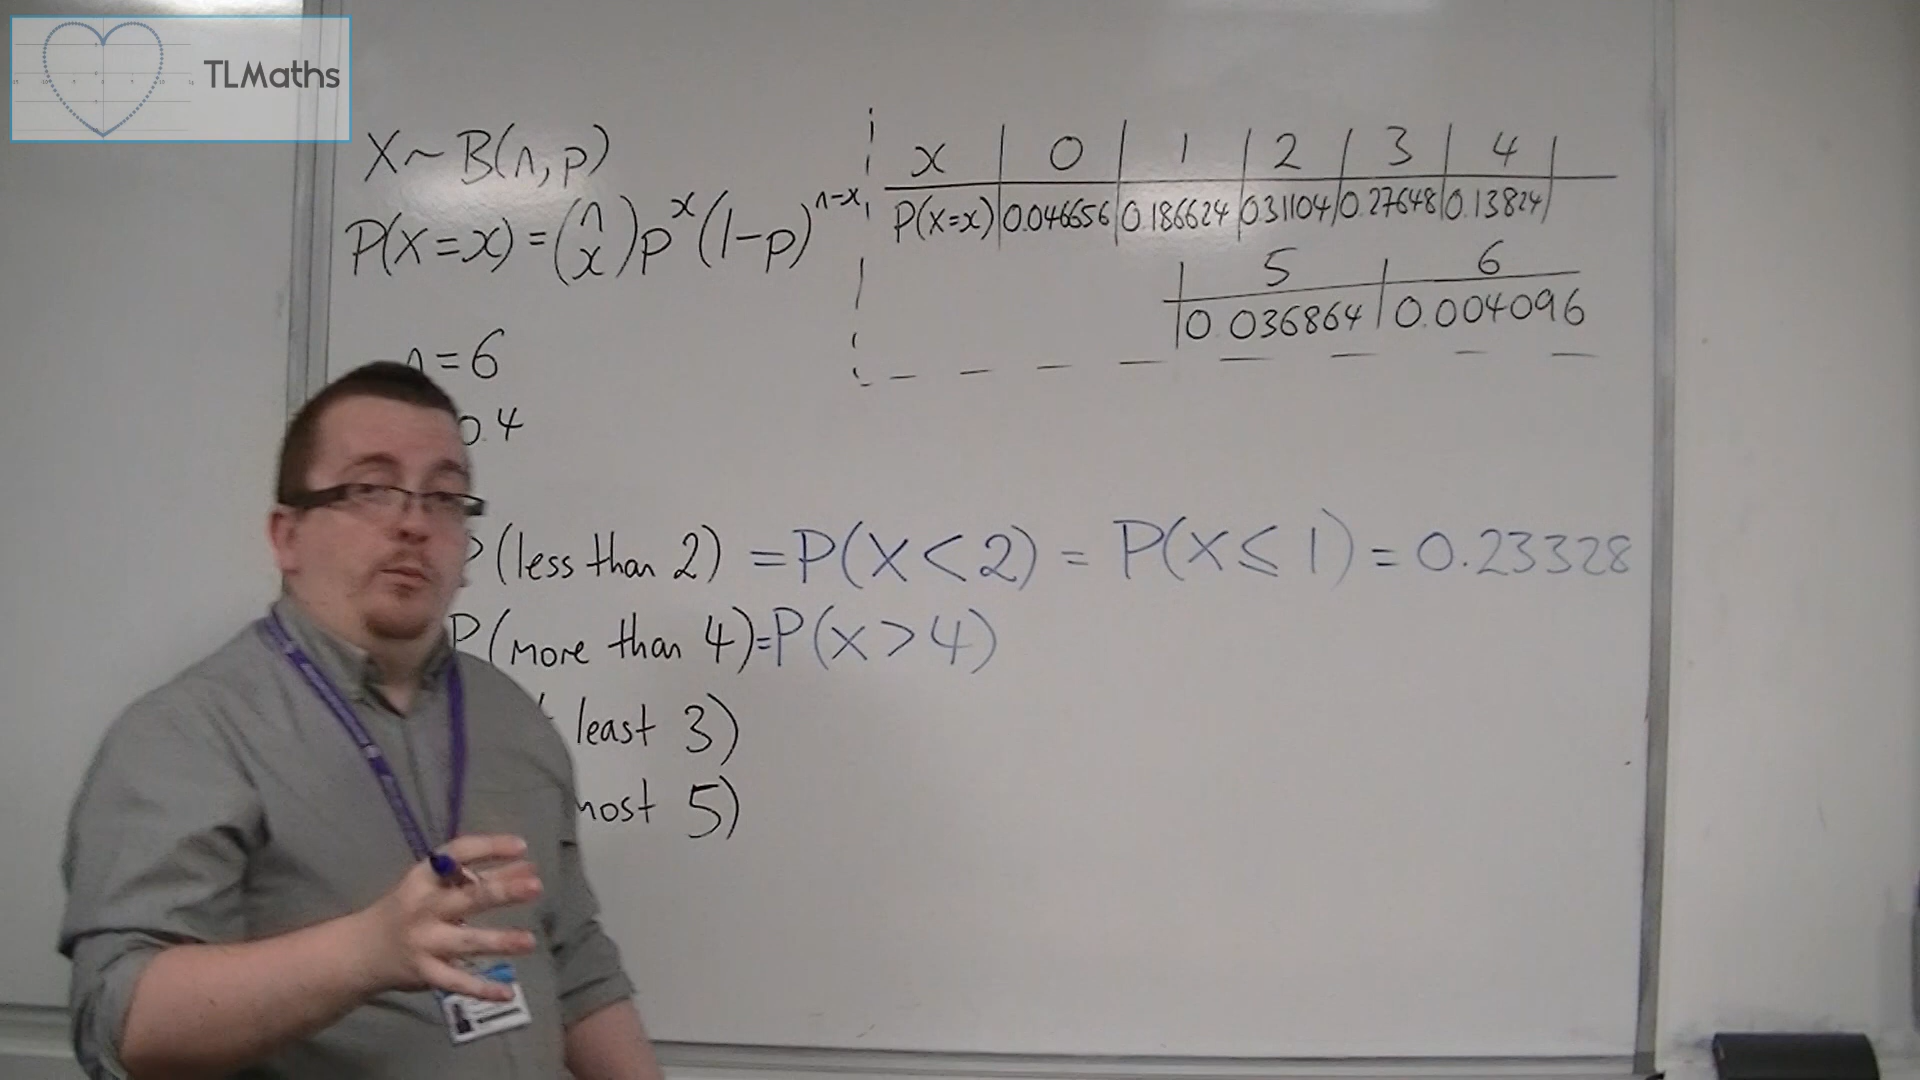 TLMaths
X~B(n,p)
P(X=x)=(n x)p^x(1-p)^n-x
n=6
0.4
x | 0 | 1 | 2 | 3 | 4 |
P(X=x) | 0.046656 | 0.186624 | 0.31104 | 0.27648 | 0.13824 |
| 5 | 6
| 0.036864 | 0.004096
P(less than 2) = P(X<2) = P(X≤1) = 0.23328
P(more than 4)=P(X>4)
least 3)
most 5)